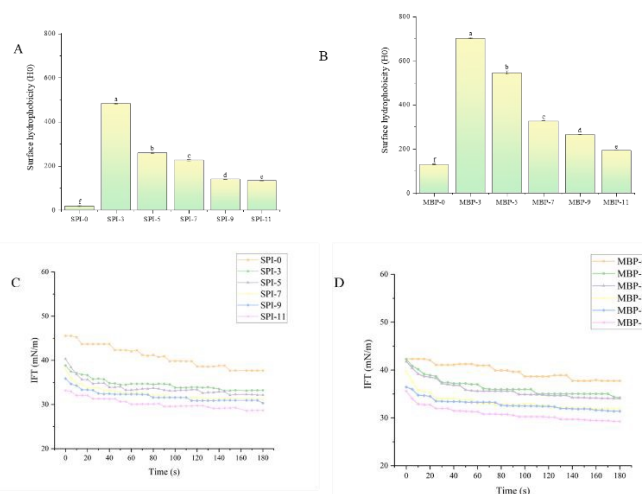 A
Surface hydrophobicity (H0)
800
600
400
200
0
f
a
b
c
d
e
SPI-0
SPI-3
SPI-5
SPI-7
SPI-9
SPI-11
B
Surface hydrophobicity (H0)
800
600
400
200
0
f
a
b
c
d
e
MBP-0
MBP-3
MBP-5
MBP-7
MBP-9
MBP-11
C
IFT (mN/m)
60
50
40
30
20
SPI-0
SPI-3
SPI-5
SPI-7
SPI-9
SPI-11
0 20 40 60 80 100 120 140 160 180
Time (s)
D
IFT (mN/m)
60
50
40
30
20
MBP-
MBP-
MBP-
MBP-
MBP-
MBP-
0 20 40 60 80 100 120 140 160 180
Time (s)